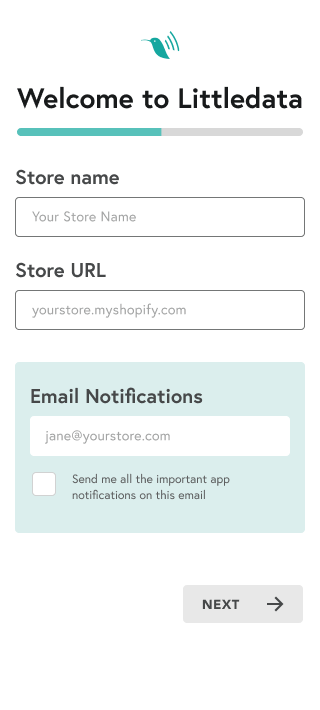 Welcome to Littledata
Store name
Your Store Name
Store URL
yourstore.myshopify.com
Email Notifications
jane@yourstore.com
Send me all the important app
notifications on this email
NEXT